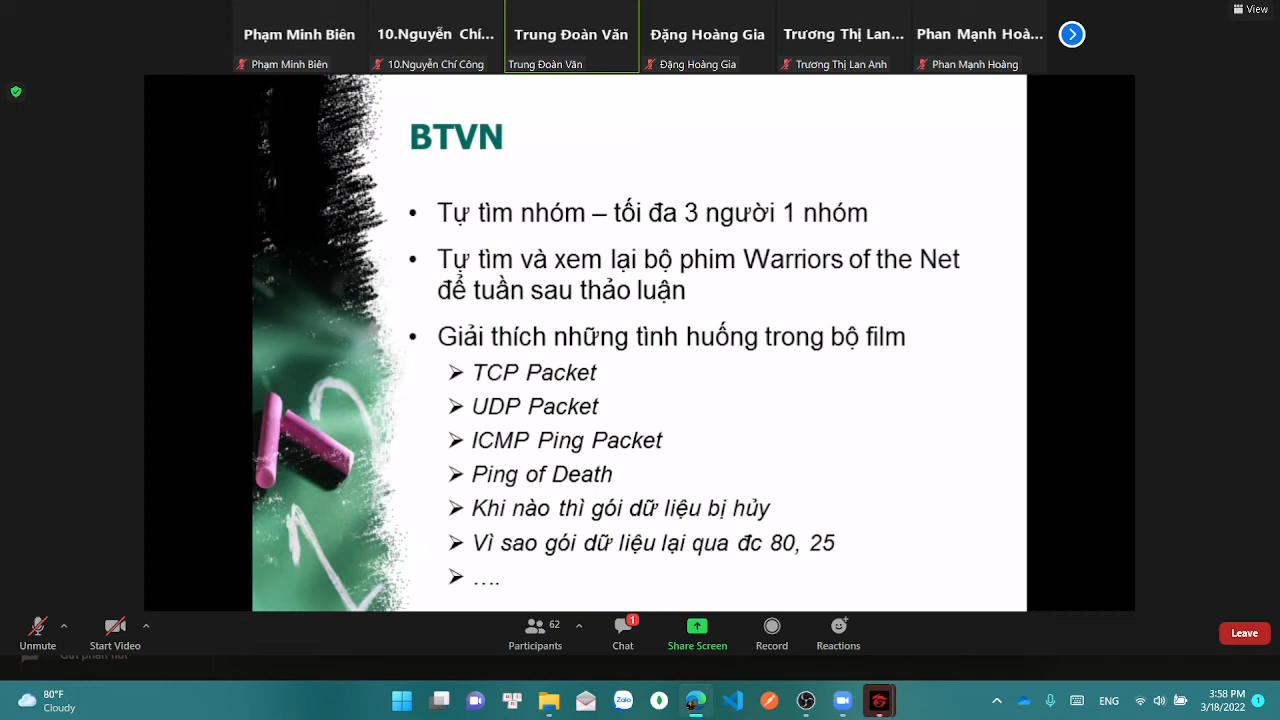 View
Phạm Minh Biên
10.Nguyễn Chí...
Trung Đoàn Văn
Đặng Hoàng Gia
Trương Thị Lan...
Phan Mạnh Hoà...
Phạm Minh Biên
10.Nguyễn Chí Công
Trung Đoàn Văn
Đặng Hoàng Gia
Trương Thị Lan Anh
Phan Mạnh Hoàng
BTVN
• Tự tìm nhóm – tối đa 3 người 1 nhóm
• Tự tìm và xem lại bộ phim Warriors of the Net
để tuần sau thảo luận
• Giải thích những tình huống trong bộ film
➢ TCP Packet
➢ UDP Packet
➢ ICMP Ping Packet
➢ Ping of Death
➢ Khi nào thì gói dữ liệu bị hủy
➢ Vì sao gói dữ liệu lại qua đc 80, 25
➢ ....
62
1
Unmute
Start Video
Participants
Chat
Share Screen
Record
Reactions
Leave
80°F
Cloudy
Zalo
ENG
3:58 PM
3/18/2022
1